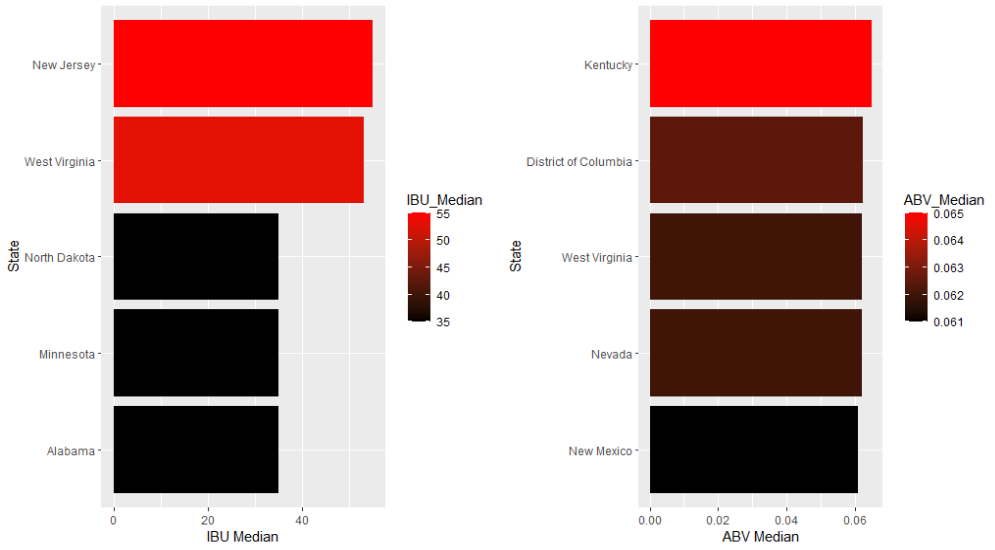 New Jersey
West Virginia
North Dakota
Minnesota
Alabama
State
0 20 40
IBU Median
IBU_Median
55
50
45
40
35
Kentucky
District of Columbia
West Virginia
Nevada
New Mexico
State
0.00 0.02 0.04 0.06
ABV Median
ABV_Median
0.065
0.064
0.063
0.062
0.061